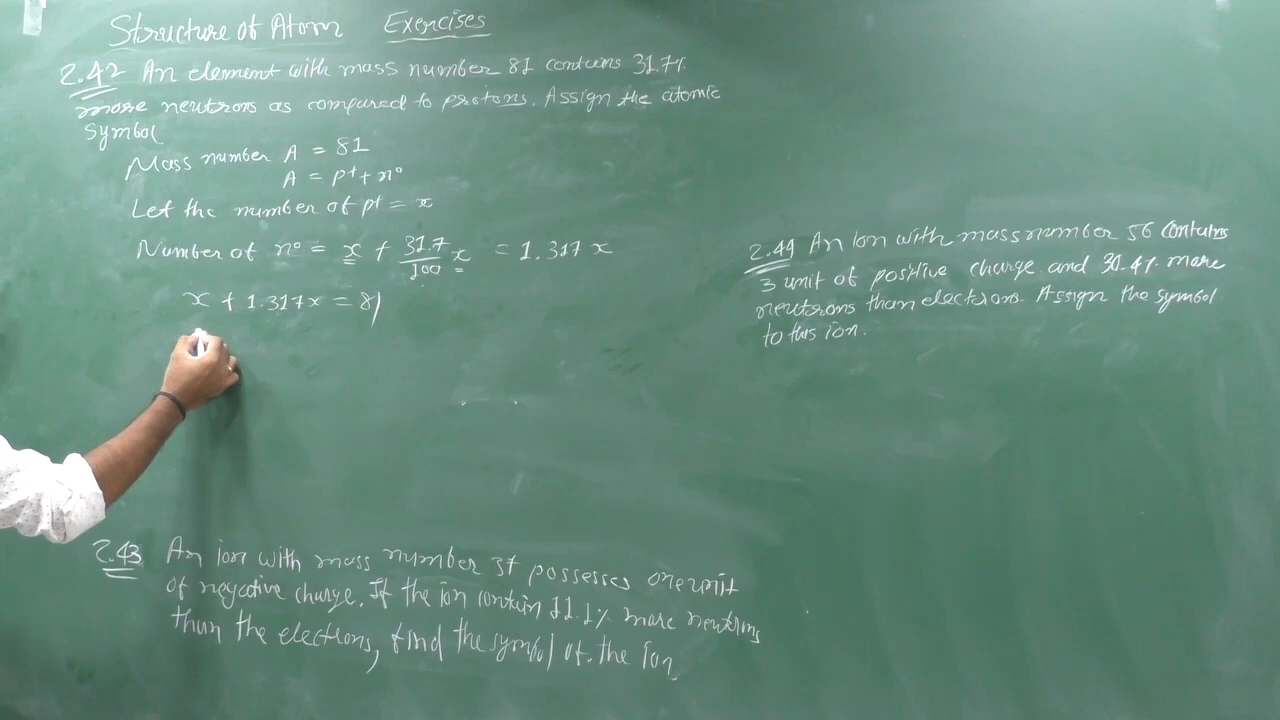 Structure of Atom Exercises
2.42 An element with mass number 81 contains 31.7%
more neutrons as compared to protons. Assign the atomic
symbol
Mass number A = 81
A = p⁺ + n°
Let the number of p⁺ = x
Number of n° = x + 31.7/100 x = 1.317 x
x + 1.317x = 81
2.43 An ion with mass number 37 possesses one unit
of negative charge. If the ion contain 11.1% more neutrons
than the electrons, find the symbol of the ion
2.44 An Ion with mass number 56 contains
3 unit of positive charge and 30.4% more
neutrons than electrons. Assign the symbol
to this ion.